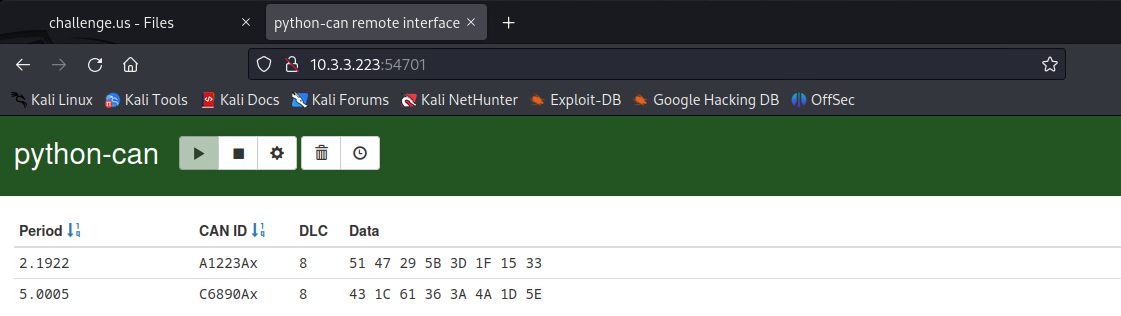 challenge.us - Files × python-can remote interface × +
10.3.3.223:54701
Kali Linux Kali Tools Kali Docs Kali Forums Kali NetHunter Exploit-DB Google Hacking DB OffSec
python-can
Period CAN ID DLC Data
2.1922 A1223Ax 8 51 47 29 5B 3D 1F 15 33
5.0005 C6890Ax 8 43 1C 61 36 3A 4A 1D 5E